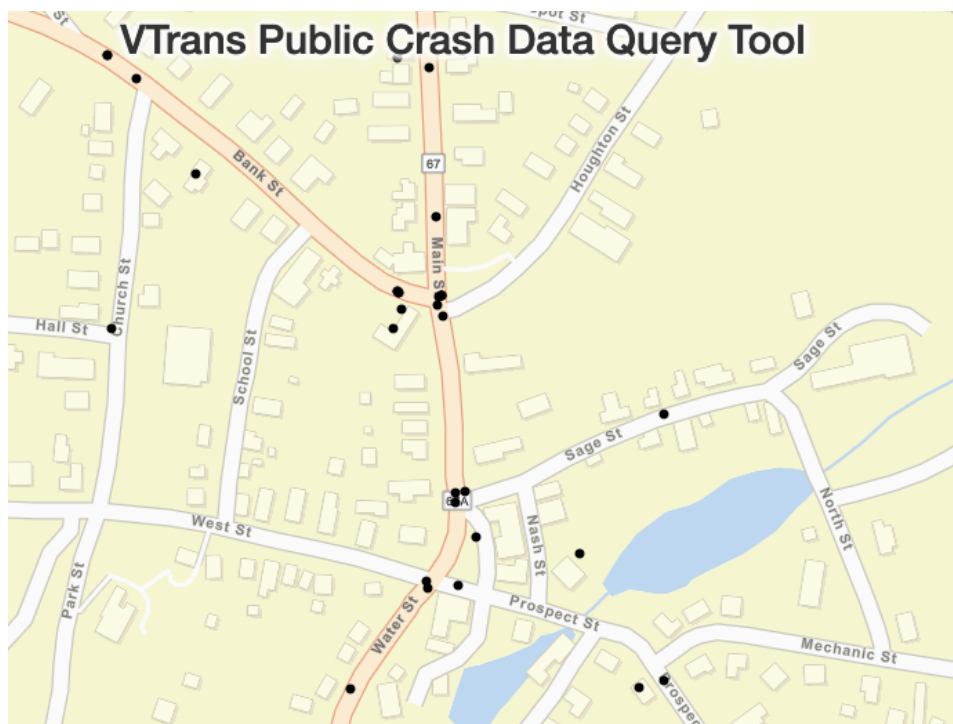 VTrans Public Crash Data Query Tool
St
67
Bank St
Houghton St
Main S
Church St
Hall St
School St
Sage St
Sage St
North St
Nash St
West St
Park St
Prospect St
Mechanic St
Water St